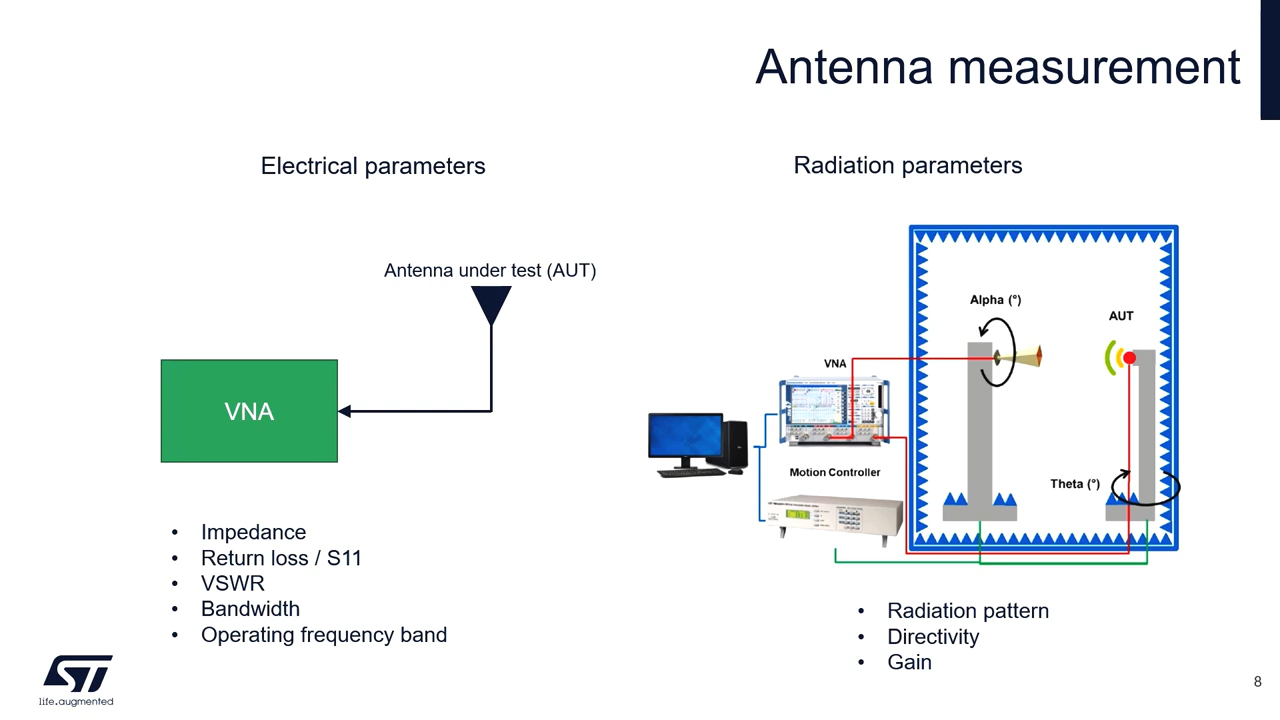 Antenna measurement
Electrical parameters
Antenna under test (AUT)
VNA
• Impedance
• Return loss / S11
• VSWR
• Bandwidth
• Operating frequency band
Radiation parameters
Alpha (°)
AUT
VNA
Motion Controller
Theta (°)
• Radiation pattern
• Directivity
• Gain
ST
life.augmented
8